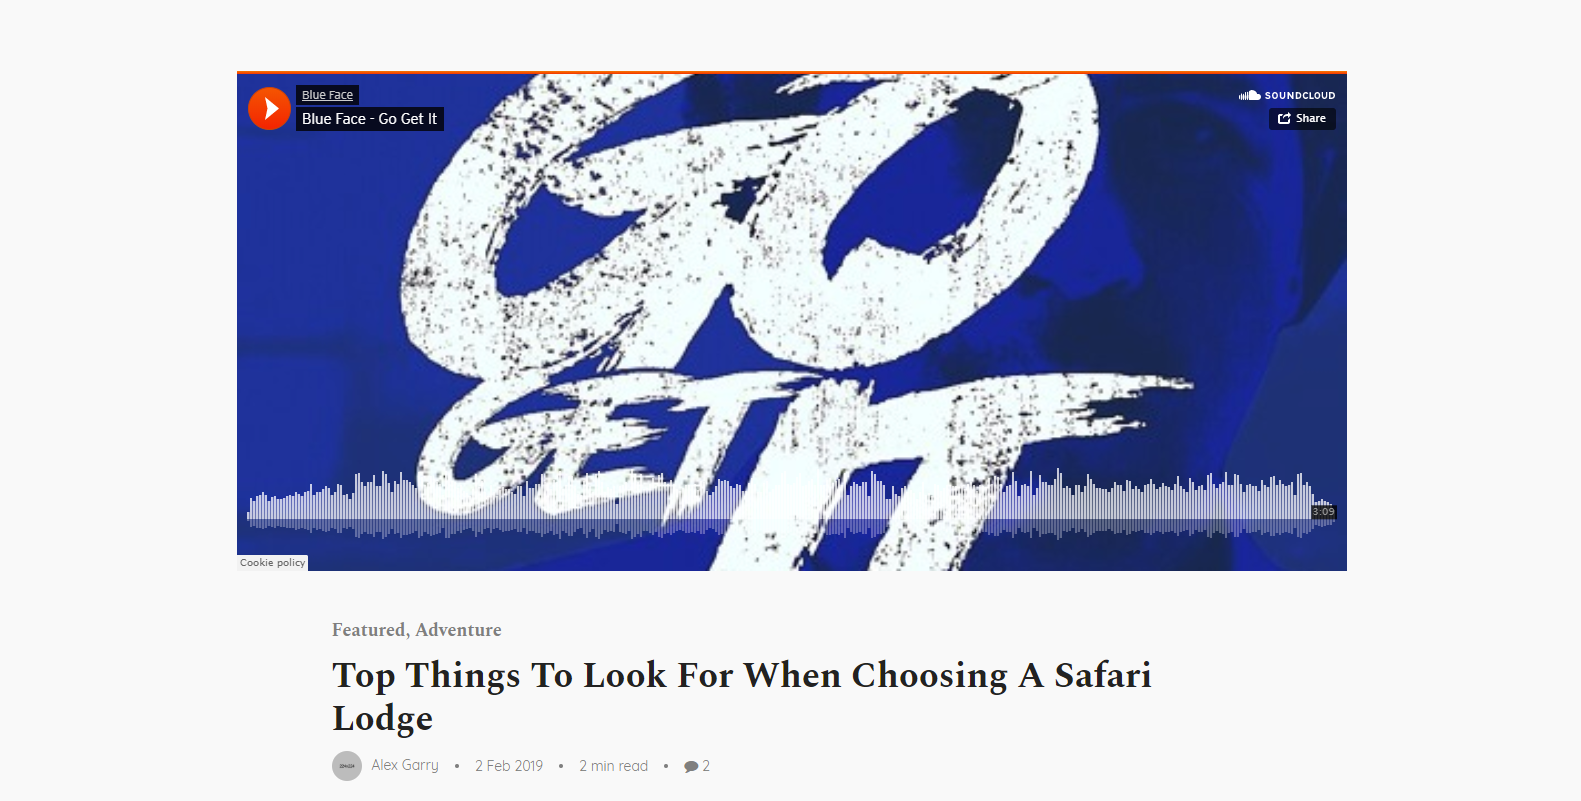 Blue Face
Blue Face - Go Get It
SOUNDCLOUD
Share
GO
GET IT
3:09
Cookie policy
Featured, Adventure
Top Things To Look For When Choosing A Safari
Lodge
Alex Garry • 2 Feb 2019 • 2 min read • 2